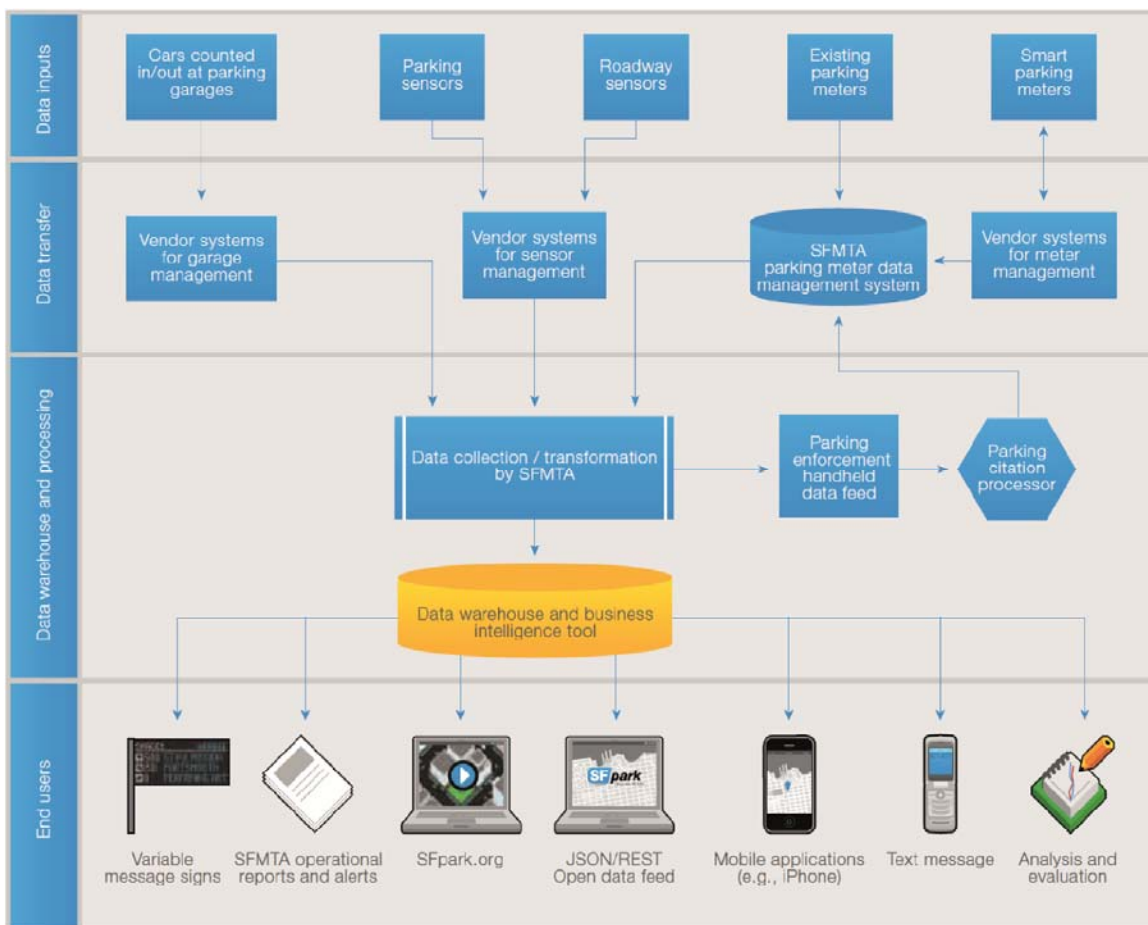 Data inputs
Cars counted
in/out at parking
garages
Parking
sensors
Roadway
sensors
Existing
parking
meters
Smart
parking
meters
Data transfer
Vendor systems
for garage
management
Vendor systems
for sensor
management
SFMTA
parking meter data
management system
Vendor systems
for meter
management
Data warehouse and processing
Data collection / transformation
by SFMTA
Parking
enforcement
handheld
data feed
Parking
citation
processor
Data warehouse and business
intelligence tool
End users
SFpark
Variable
message signs
SFMTA operational
reports and alerts
SFpark.org
JSON/REST
Open data feed
Mobile applications
(e.g., iPhone)
Text message
Analysis and
evaluation